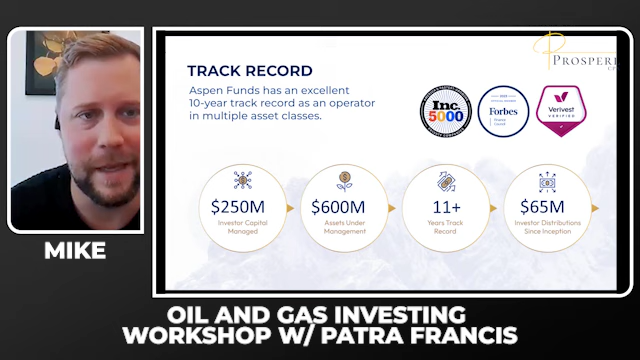 PROSPERL
CPA
TRACK RECORD
Aspen Funds has an excellent
10-year track record as an operator
in multiple asset classes.
Inc.
5000
Forbes
Verivest
VERIFIED
$250M
Investor Capital
Managed
$600M
Assets Under
Management
11+
Years Track
Record
$65M
Investor Distributions
Since Inception
MIKE
OIL AND GAS INVESTING
WORKSHOP W/ PATRA FRANCIS